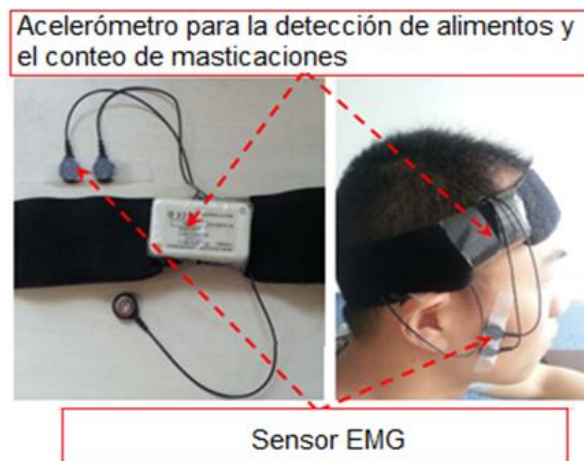 Acelerómetro para la detección de alimentos y
el conteo de masticaciones
Sensor EMG